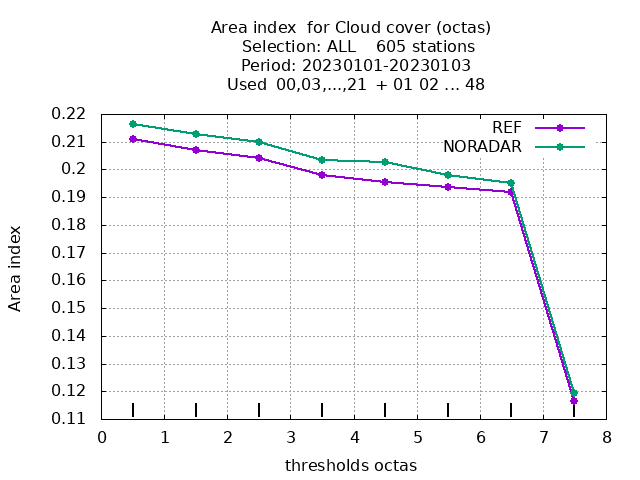 Area index  for Cloud cover (octas)
Selection: ALL    605 stations
Period: 20230101-20230103
Used  00,03,...,21  + 01 02 ... 48
REF
NORADAR
0.22
0.21
0.2
0.19
0.18
0.17
0.16
0.15
0.14
0.13
0.12
0.11
Area index
0 1 2 3 4 5 6 7 8
thresholds octas